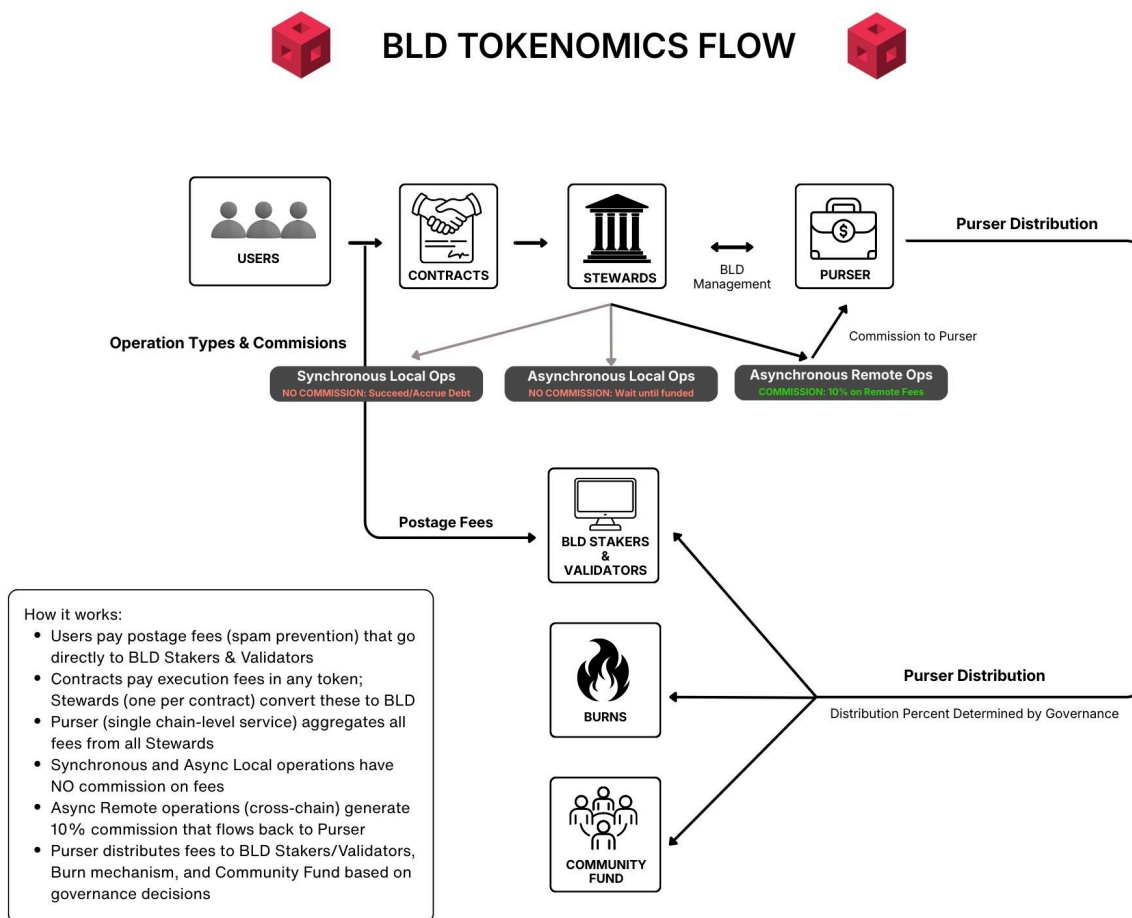 BLD TOKENOMICS FLOW
USERS
CONTRACTS
STEWARDS
BLD
Management
$
PURSER
Purser Distribution
Operation Types & Commisions
Commission to Purser
Synchronous Local Ops
NO COMMISSION: Succeed/Accrue Debt
Asynchronous Local Ops
NO COMMISSION: Wait until funded
Asynchronous Remote Ops
COMMISSION: 10% on Remote Fees
Postage Fees
BLD STAKERS
&
VALIDATORS
BURNS
COMMUNITY
FUND
Purser Distribution
Distribution Percent Determined by Governance
How it works:
• Users pay postage fees (spam prevention) that go
directly to BLD Stakers & Validators
• Contracts pay execution fees in any token;
Stewards (one per contract) convert these to BLD
• Purser (single chain-level service) aggregates all
fees from all Stewards
• Synchronous and Async Local operations have
NO commission on fees
• Async Remote operations (cross-chain) generate
10% commission that flows back to Purser
• Purser distributes fees to BLD Stakers/Validators,
Burn mechanism, and Community Fund based on
governance decisions